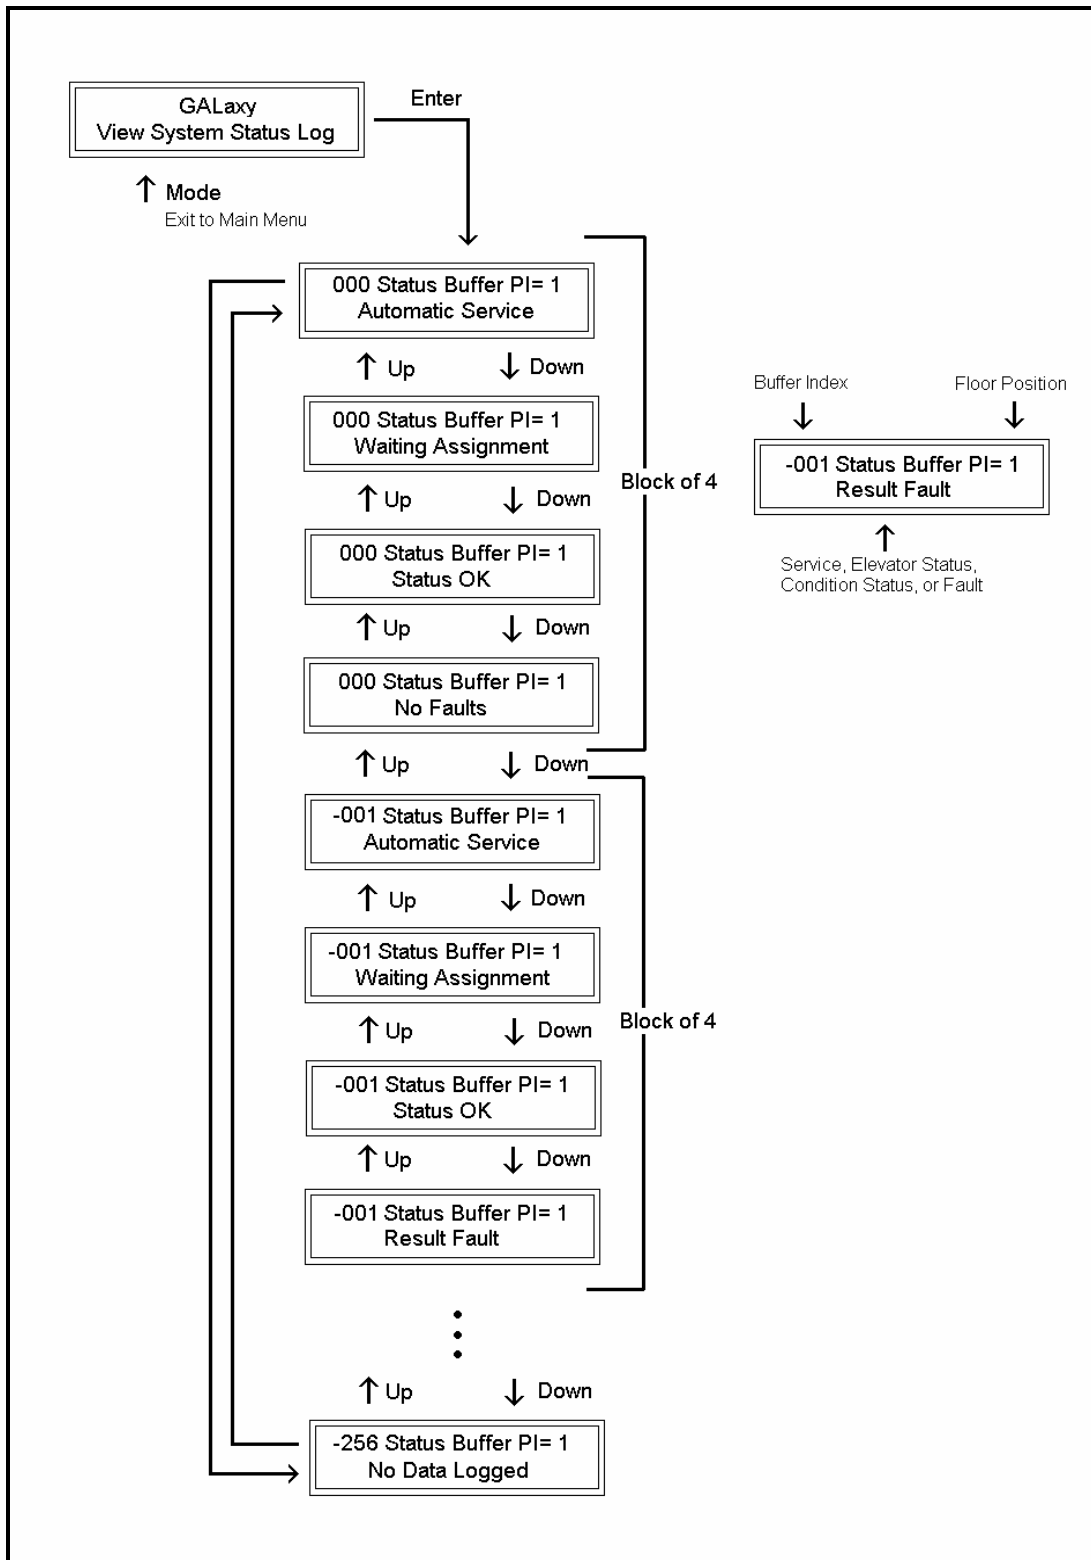 GALaxy
View System Status Log
Enter
↑ Mode
Exit to Main Menu
000 Status Buffer PI= 1
Automatic Service
↑ Up ↓ Down
000 Status Buffer PI= 1
Waiting Assignment
↑ Up ↓ Down
000 Status Buffer PI= 1
Status OK
↑ Up ↓ Down
000 Status Buffer PI= 1
No Faults
Block of 4
↑ Up ↓ Down
-001 Status Buffer PI= 1
Automatic Service
↑ Up ↓ Down
-001 Status Buffer PI= 1
Waiting Assignment
↑ Up ↓ Down
-001 Status Buffer PI= 1
Status OK
↑ Up ↓ Down
-001 Status Buffer PI= 1
Result Fault
Block of 4
↑ Up ↓ Down
-256 Status Buffer PI= 1
No Data Logged
Buffer Index
Floor Position
-001 Status Buffer PI= 1
Result Fault
Service, Elevator Status,
Condition Status, or Fault